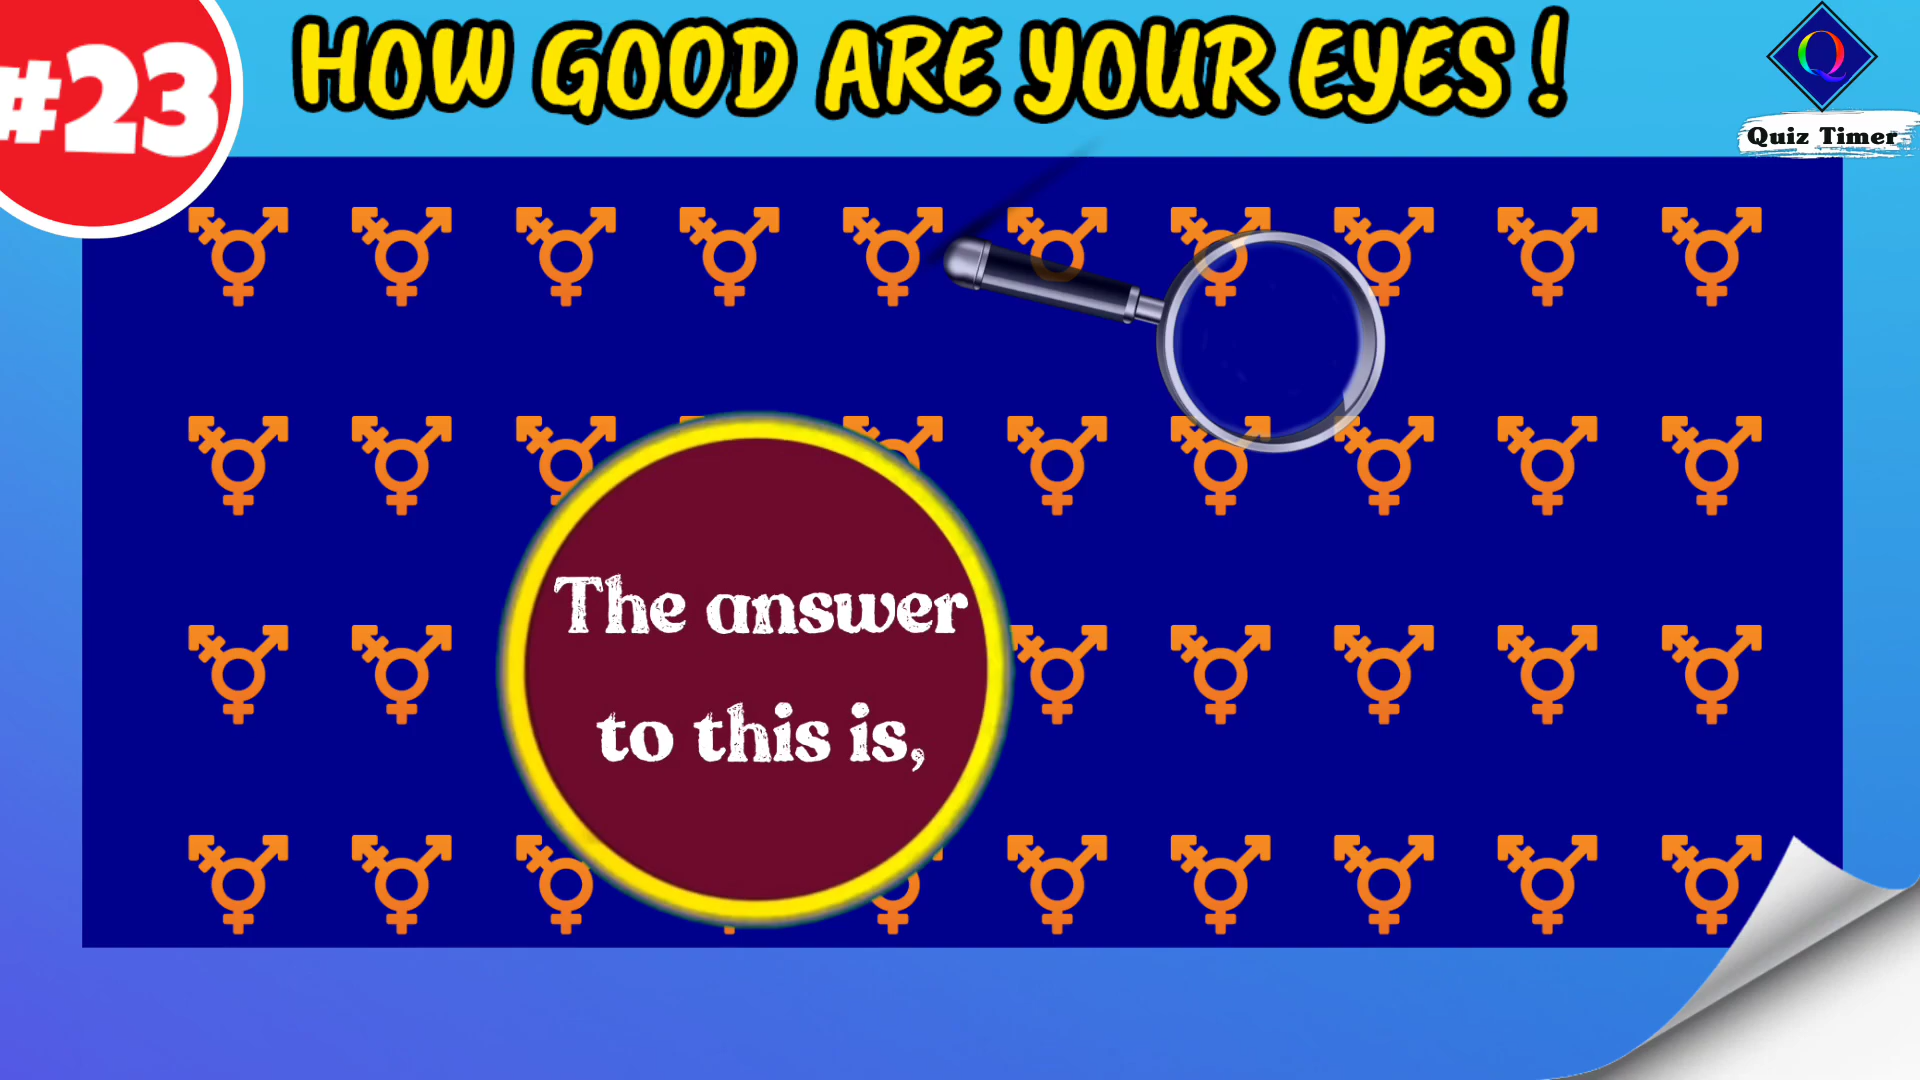 #23
HOW GOOD ARE YOUR EYES !
Q
Quiz Timer
The answer
to this is,